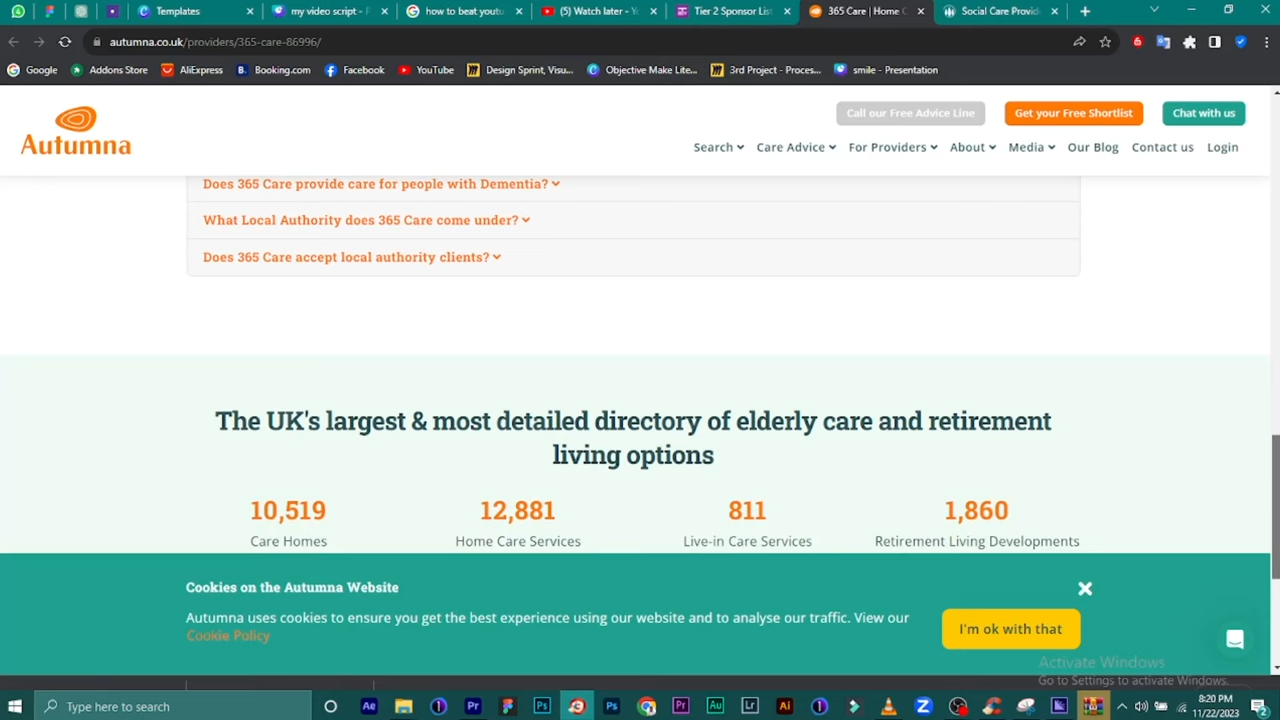 Templates
my video script - P
how to beat youtu
(5) Watch later - Yo
Tier 2 Sponsor List
365 Care | Home C
Social Care Provid
autumna.co.uk/providers/365-care-86996/
Google
Addons Store
AliExpress
Booking.com
Facebook
YouTube
Design Sprint, Visu...
Objective Make Lite...
3rd Project - Proces...
smile - Presentation
Autumna
Call our Free Advice Line
Get your Free Shortlist
Chat with us
Search
Care Advice
For Providers
About
Media
Our Blog
Contact us
Login
Does 365 Care provide care for people with Dementia?
What Local Authority does 365 Care come under?
Does 365 Care accept local authority clients?
The UK's largest & most detailed directory of elderly care and retirement
living options
10,519
12,881
811
1,860
Care Homes
Home Care Services
Live-in Care Services
Retirement Living Developments
Cookies on the Autumna Website
Autumna uses cookies to ensure you get the best experience using our website and to analyse our traffic. View our
Cookie Policy
I'm ok with that
Activate Windows
Go to Settings to activate Windows.
Type here to search
8:20 PM
11/22/2023